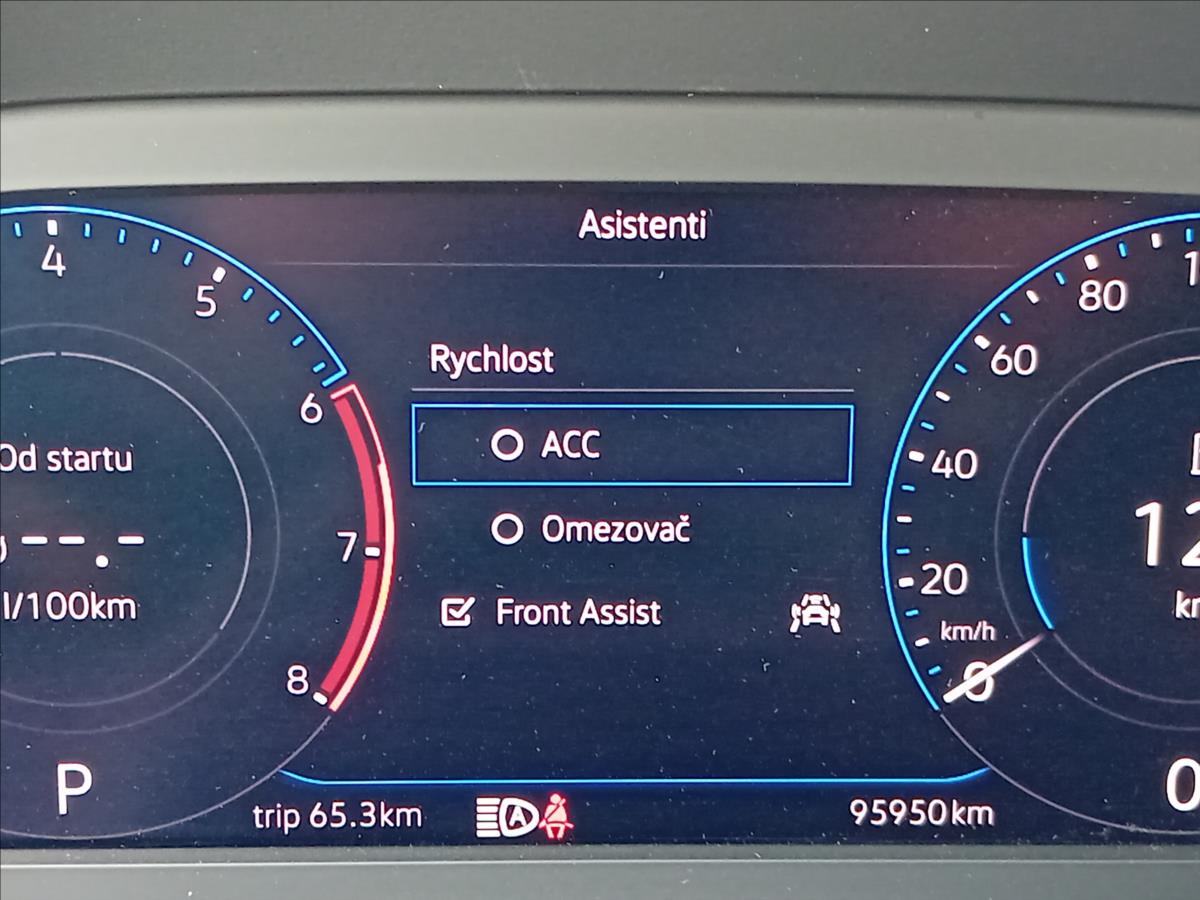 Asistenti
4
5
6
7
8
80
60
40
20
km/h
0
Rychlost
ACC
Omezovač
Front Assist
Od startu
--.-
l/100km
P
trip 65.3km
A
95950km